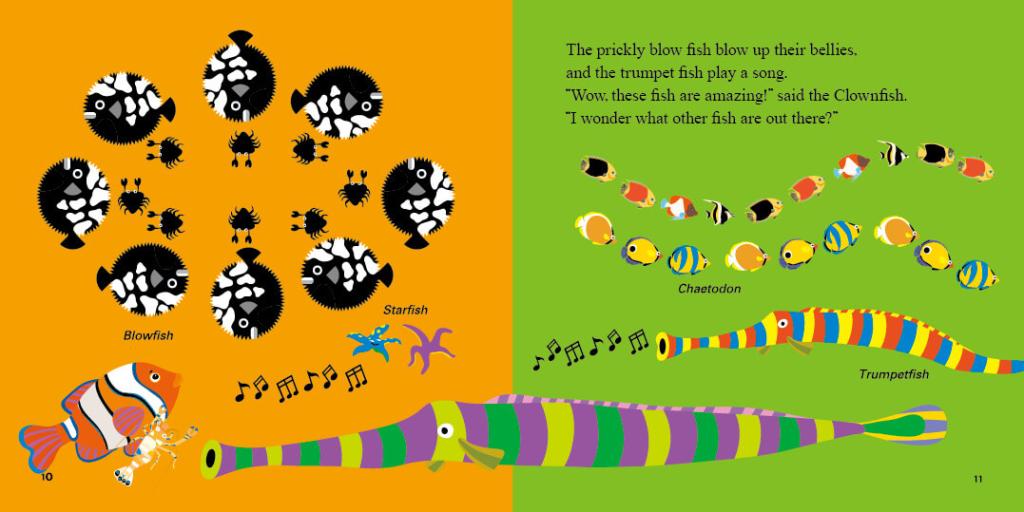 The prickly blow fish blow up their bellies,
and the trumpet fish play a song.
"Wow, these fish are amazing!" said the Clownfish.
"I wonder what other fish are out there?"
Chaetodon
Starfish
Blowfish
Trumpetfish
10
11